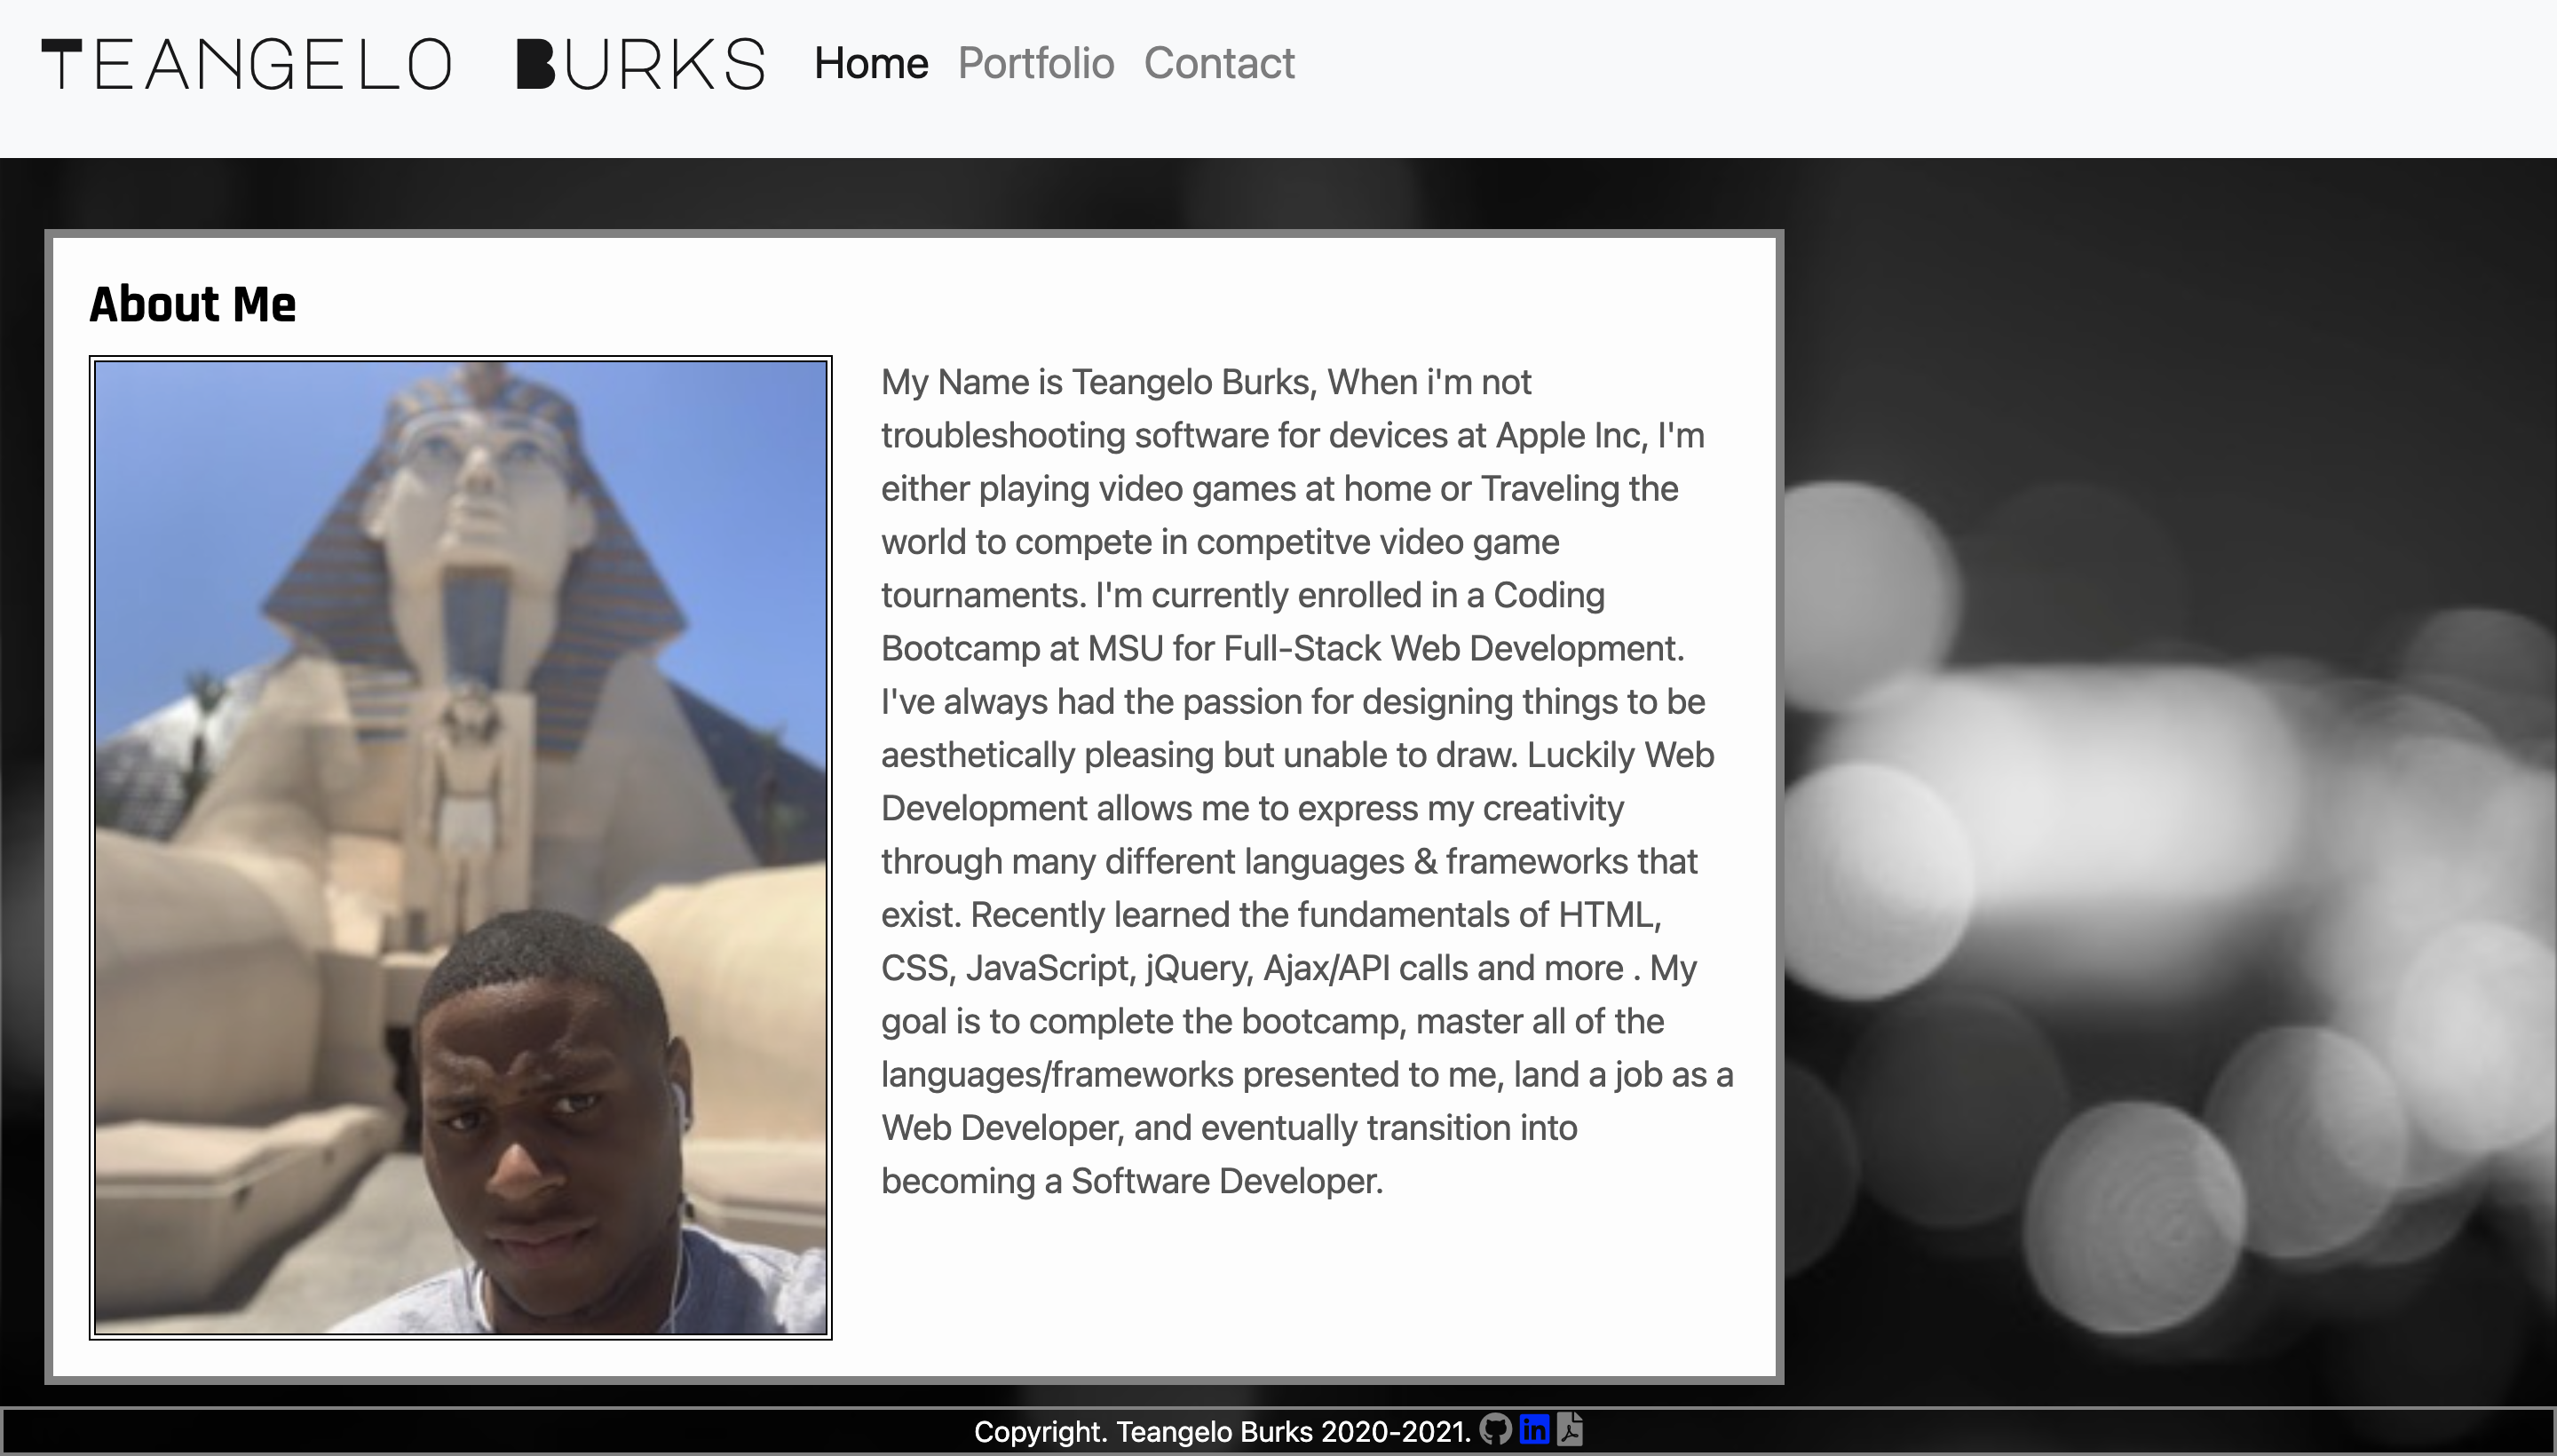 TEANGELO BURKS Home Portfolio Contact
About Me
My Name is Teangelo Burks, When i'm not
troubleshooting software for devices at Apple Inc, I'm
either playing video games at home or Traveling the
world to compete in competitve video game
tournaments. I'm currently enrolled in a Coding
Bootcamp at MSU for Full-Stack Web Development.
I've always had the passion for designing things to be
aesthetically pleasing but unable to draw. Luckily Web
Development allows me to express my creativity
through many different languages & frameworks that
exist. Recently learned the fundamentals of HTML,
CSS, JavaScript, jQuery, Ajax/API calls and more . My
goal is to complete the bootcamp, master all of the
languages/frameworks presented to me, land a job as a
Web Developer, and eventually transition into
becoming a Software Developer.
Copyright. Teangelo Burks 2020-2021. in